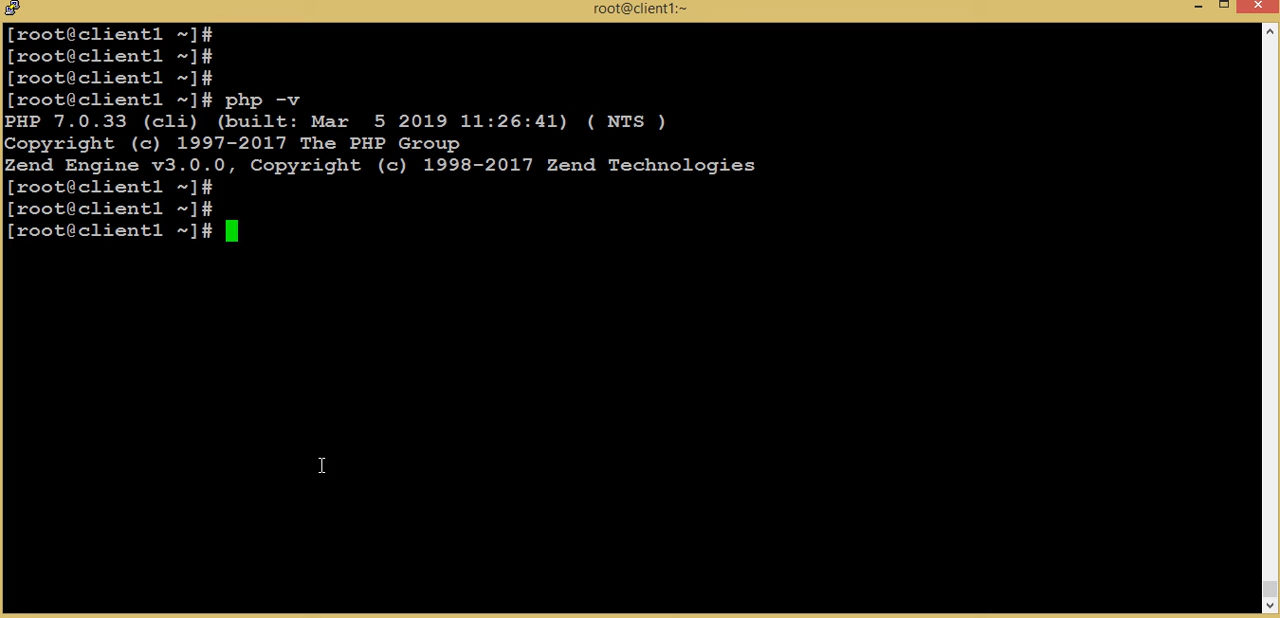 root@client1:~
[root@client1 ~]#
[root@client1 ~]#
[root@client1 ~]#
[root@client1 ~]# php -v
PHP 7.0.33 (cli) (built: Mar  5 2019 11:26:41) ( NTS )
Copyright (c) 1997-2017 The PHP Group
Zend Engine v3.0.0, Copyright (c) 1998-2017 Zend Technologies
[root@client1 ~]#
[root@client1 ~]#
[root@client1 ~]#